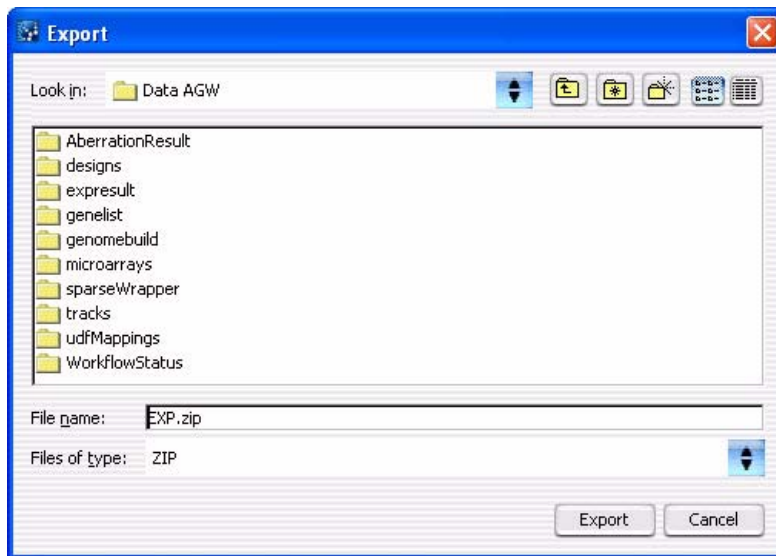 Export
Look in: Data AGW
AberrationResult
designs
expresult
genelist
genomebuild
microarrays
sparseWrapper
tracks
udfMappings
WorkflowStatus
File name: EXP.zip
Files of type: ZIP
Export Cancel